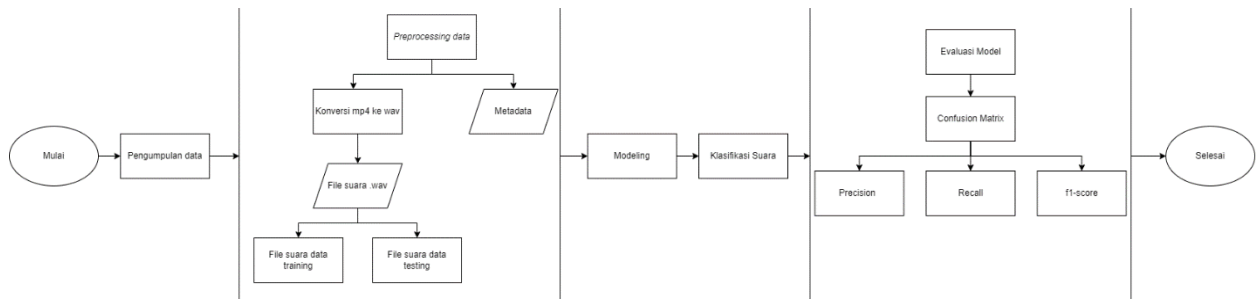 Mulai
Pengumpulan data
Preprocessing data
Konversi mp4 ke wav
Metadata
File suara .wav
File suara data
training
File suara data
testing
Modeling
Klasifikasi Suara
Evaluasi Model
Confusion Matrix
Precision
Recall
f1-score
Selesai